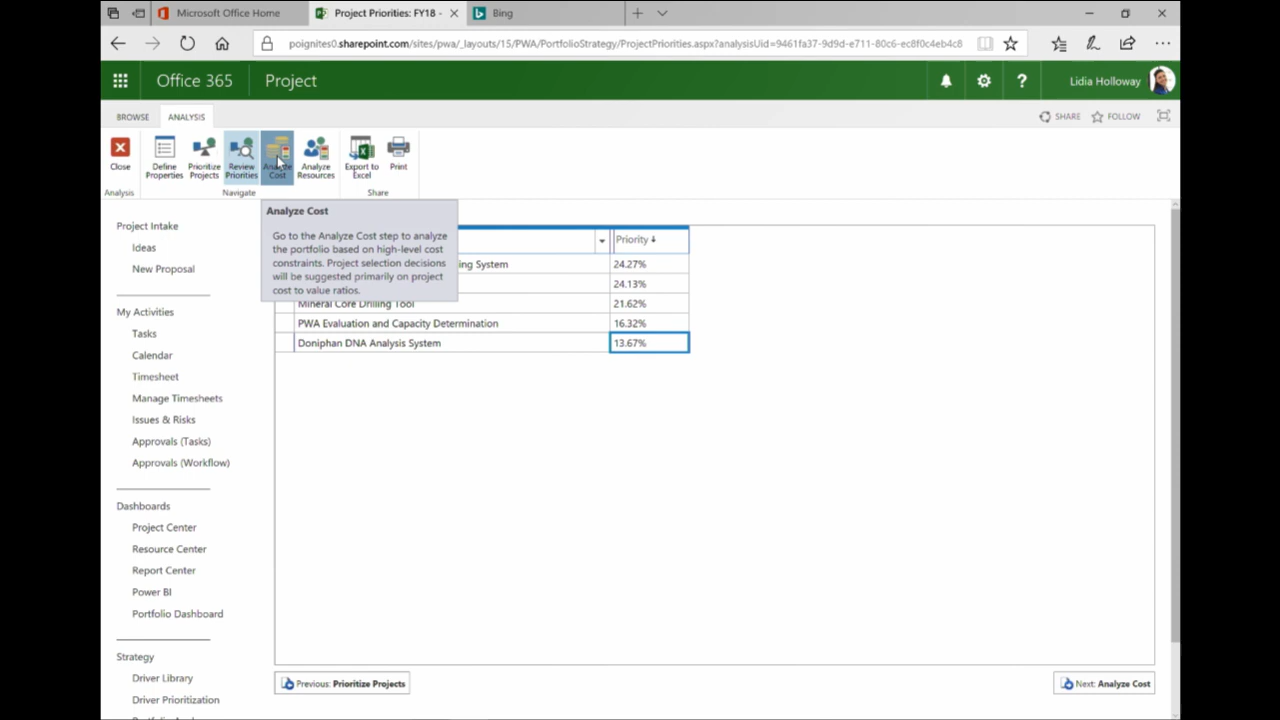 Microsoft Office Home
Project Priorities: FY18 -
Bing
poignites0.sharepoint.com/sites/pwa/_layouts/15/PWA/PortfolioStrategy/ProjectPriorities.aspx?analysisUid=9461fa37-9d9d-e711-80c6-ec8f0c4eb4c8
Office 365
Project
?
Lidia Holloway
BROWSE
ANALYSIS
SHARE
FOLLOW
Close
Define
Properties
Prioritize
Projects
Review
Priorities
Analyze
Cost
Analyze
Resources
Export to
Excel
Print
Analysis
Navigate
Share
Analyze Cost
Go to the Analyze Cost step to analyze
the portfolio based on high-level cost
constraints. Project selection decisions
will be suggested primarily on project
cost to value ratios.
Project Intake
Ideas
New Proposal
My Activities
Tasks
Calendar
Timesheet
Manage Timesheets
Issues & Risks
Approvals (Tasks)
Approvals (Workflow)
Dashboards
Project Center
Resource Center
Report Center
Power BI
Portfolio Dashboard
Strategy
Driver Library
Driver Prioritization
Priority
ing System 24.27%
24.13%
Mineral Core Drilling Tool 21.62%
PWA Evaluation and Capacity Determination 16.32%
Doniphan DNA Analysis System 13.67%
Previous: Prioritize Projects
Next: Analyze Cost